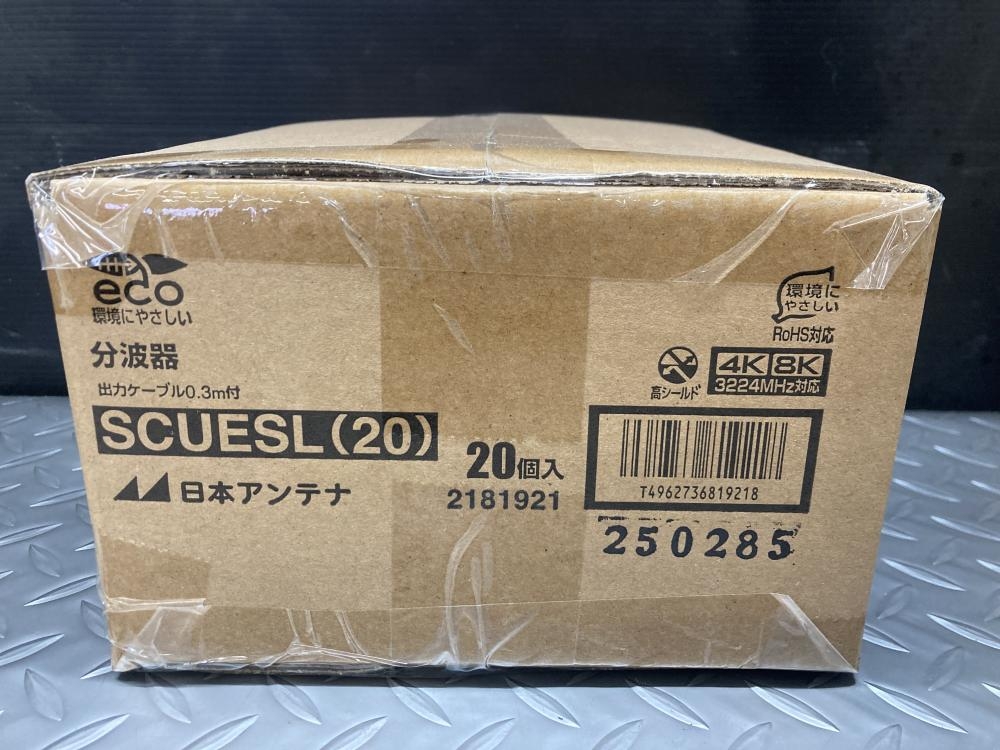 eco
環境にやさしい
分波器
出力ケーブル0.3m付
SCUESL(20)
日本アンテナ
20個入
2181921
環境に
やさしい
RoHS対応
高シールド
4K 8K
3224MHz対応
T4962736819218
250285